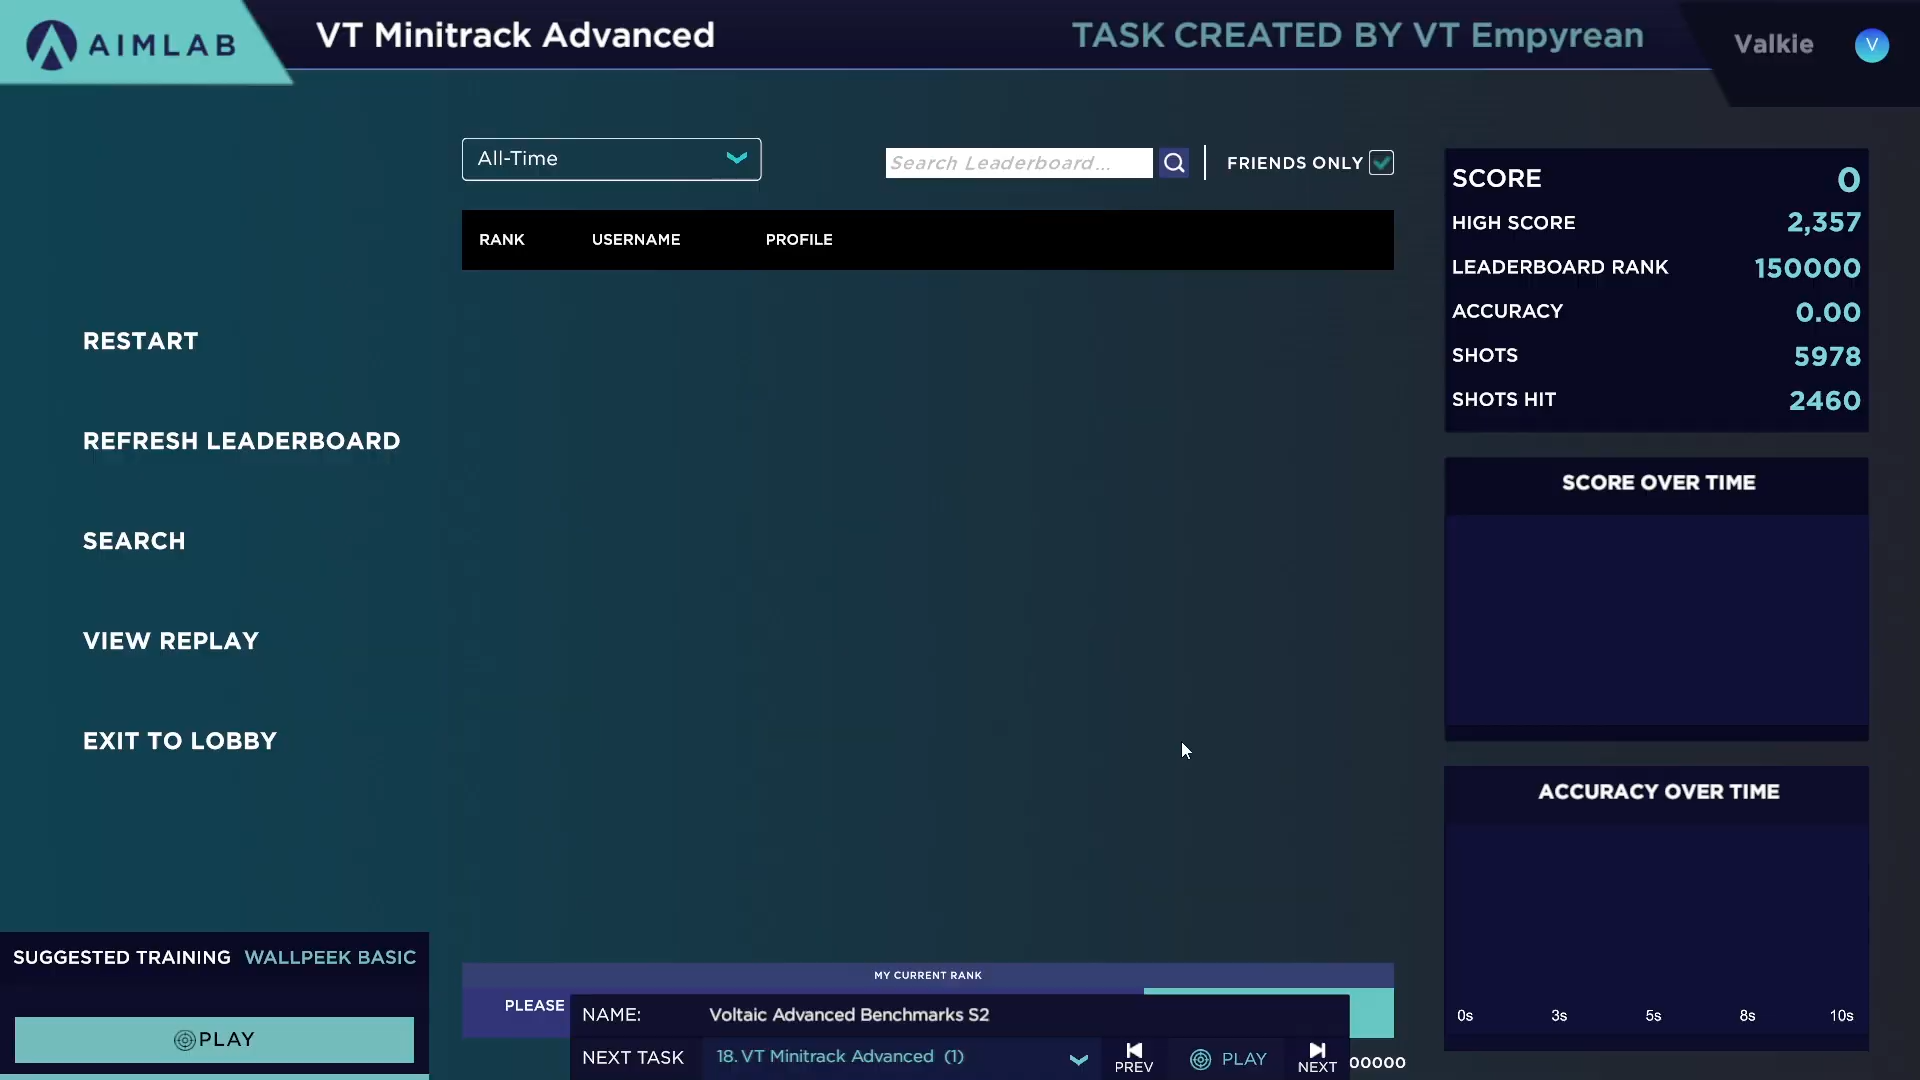 AIMLAB
VT Minitrack Advanced
TASK CREATED BY VT Empyrean
Valkie
V
All-Time
Search Leaderboard...
FRIENDS ONLY
RANK USERNAME PROFILE
RESTART
REFRESH LEADERBOARD
SEARCH
VIEW REPLAY
EXIT TO LOBBY
SCORE 0
HIGH SCORE 2,357
LEADERBOARD RANK 150000
ACCURACY 0.00
SHOTS 5978
SHOTS HIT 2460
SCORE OVER TIME
ACCURACY OVER TIME
0s 3s 5s 8s 10s
SUGGESTED TRAINING WALLPEEK BASIC
PLAY
MY CURRENT RANK
PLEASE
NAME: Voltaic Advanced Benchmarks S2
NEXT TASK 18. VT Minitrack Advanced (1)
PREV
PLAY
NEXT
00000